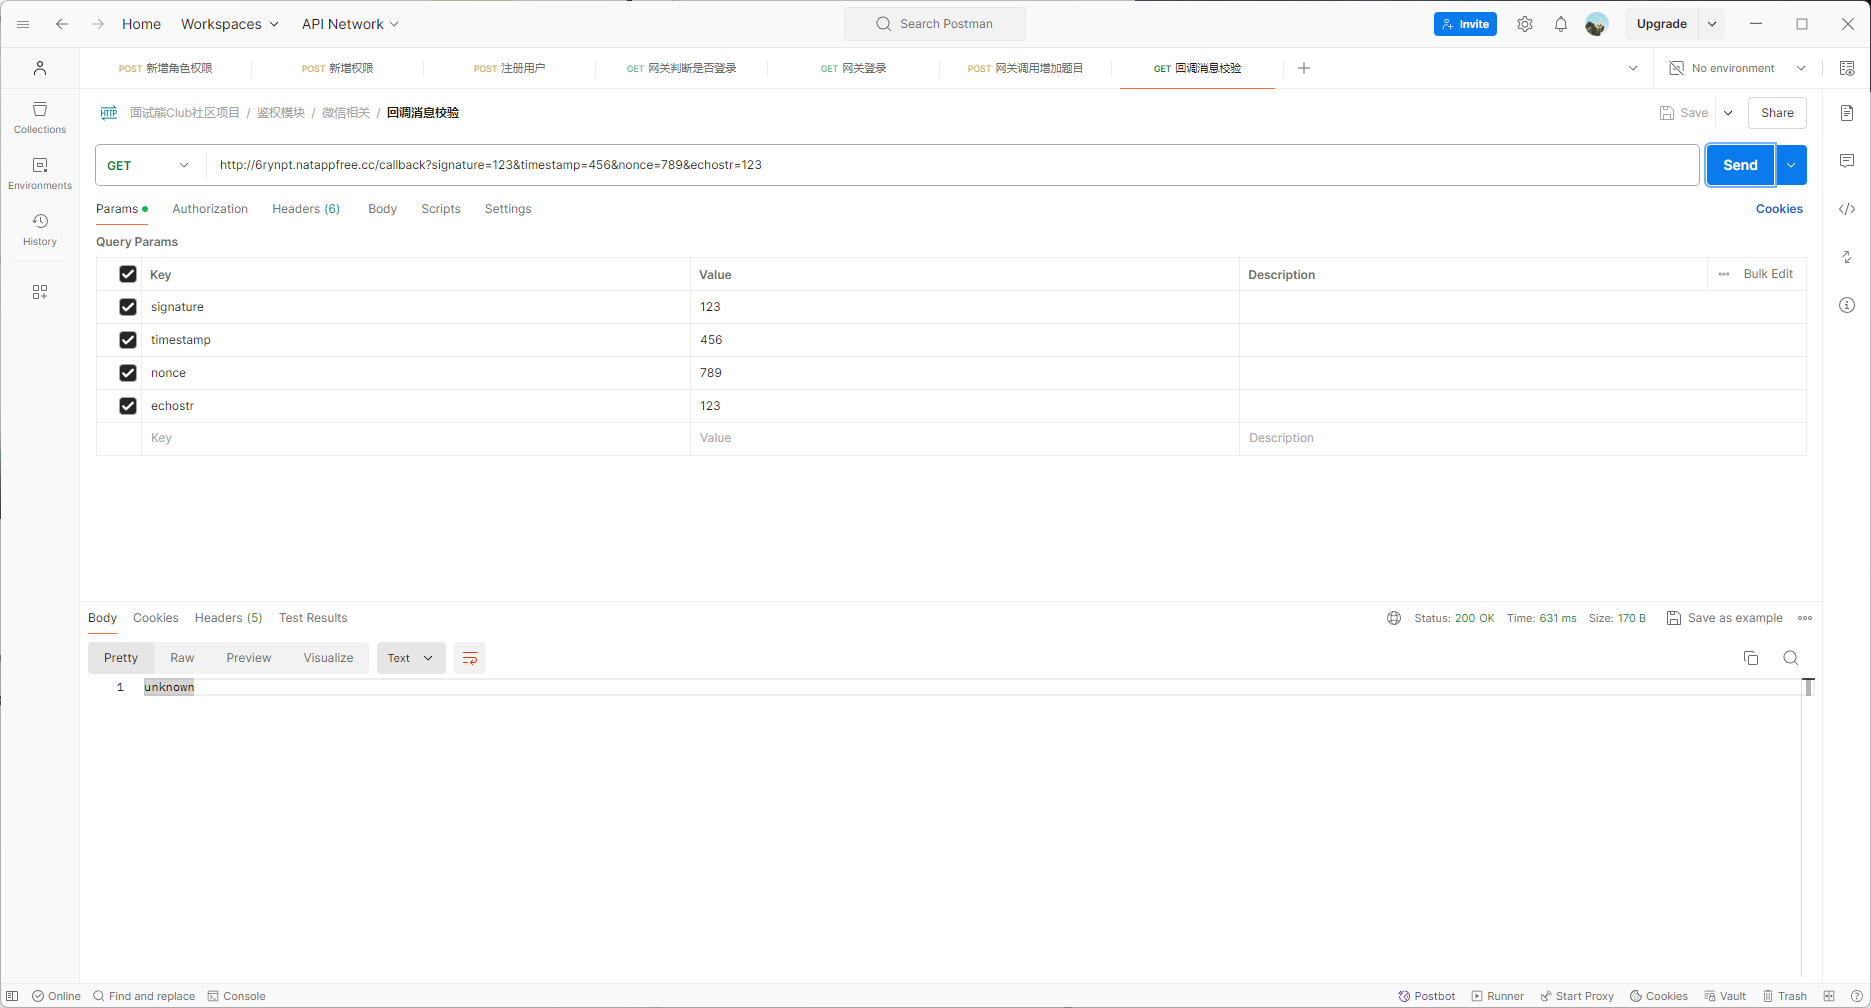 Home Workspaces API Network Search Postman Invite Upgrade
POST 新增角色权限 POST 新增权限 POST 注册用户 GET 网关判断是否登录 GET 网关登录 POST 网关调用增加题目 GET 回调消息校验 No environment
HTTP 面试熊Club社区项目 / 鉴权模块 / 微信相关 / 回调消息校验 Save Share
Collections
Environments
History
GET http://6rynpt.natappfree.cc/callback?signature=123&timestamp=456&nonce=789&echostr=123 Send
Params Authorization Headers (6) Body Scripts Settings Cookies
Query Params
Key Value Description Bulk Edit
signature 123
timestamp 456
nonce 789
echostr 123
Key Value Description
Body Cookies Headers (5) Test Results Status: 200 OK Time: 631 ms Size: 170 B Save as example
Pretty Raw Preview Visualize Text
1 unknown
Online Find and replace Console Postbot Runner Start Proxy Cookies Vault Trash